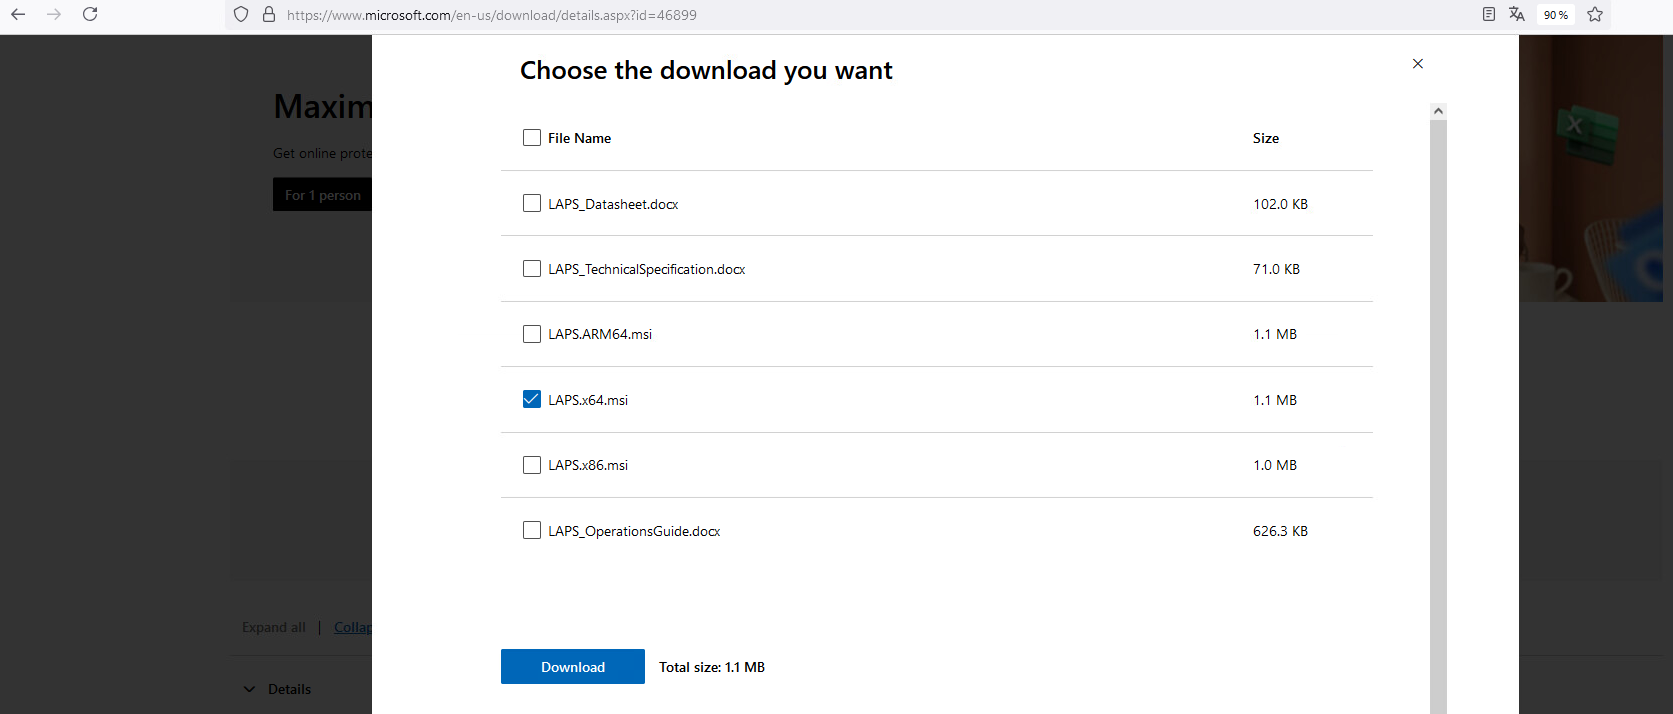 https://www.microsoft.com/en-us/download/details.aspx?id=46899
90%
Choose the download you want
Maxim
Get online prote
For 1 person
File Name Size
LAPS_Datasheet.docx 102.0 KB
LAPS_TechnicalSpecification.docx 71.0 KB
LAPS.ARM64.msi 1.1 MB
LAPS.x64.msi 1.1 MB
LAPS.x86.msi 1.0 MB
LAPS_OperationsGuide.docx 626.3 KB
Expand all | Collap
Download Total size: 1.1 MB
Details